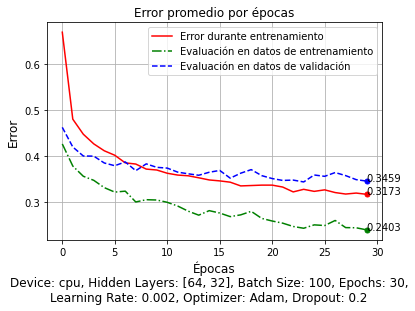 Error promedio por épocas
Error durante entrenamiento
Evaluación en datos de entrenamiento
Evaluación en datos de validación
Error
0.6
0.5
0.4
0.3
0.3459
0.3173
0.2403
0
5
10
15
20
25
30
Épocas
Device: cpu, Hidden Layers: [64, 32], Batch Size: 100, Epochs: 30,
Learning Rate: 0.002, Optimizer: Adam, Dropout: 0.2